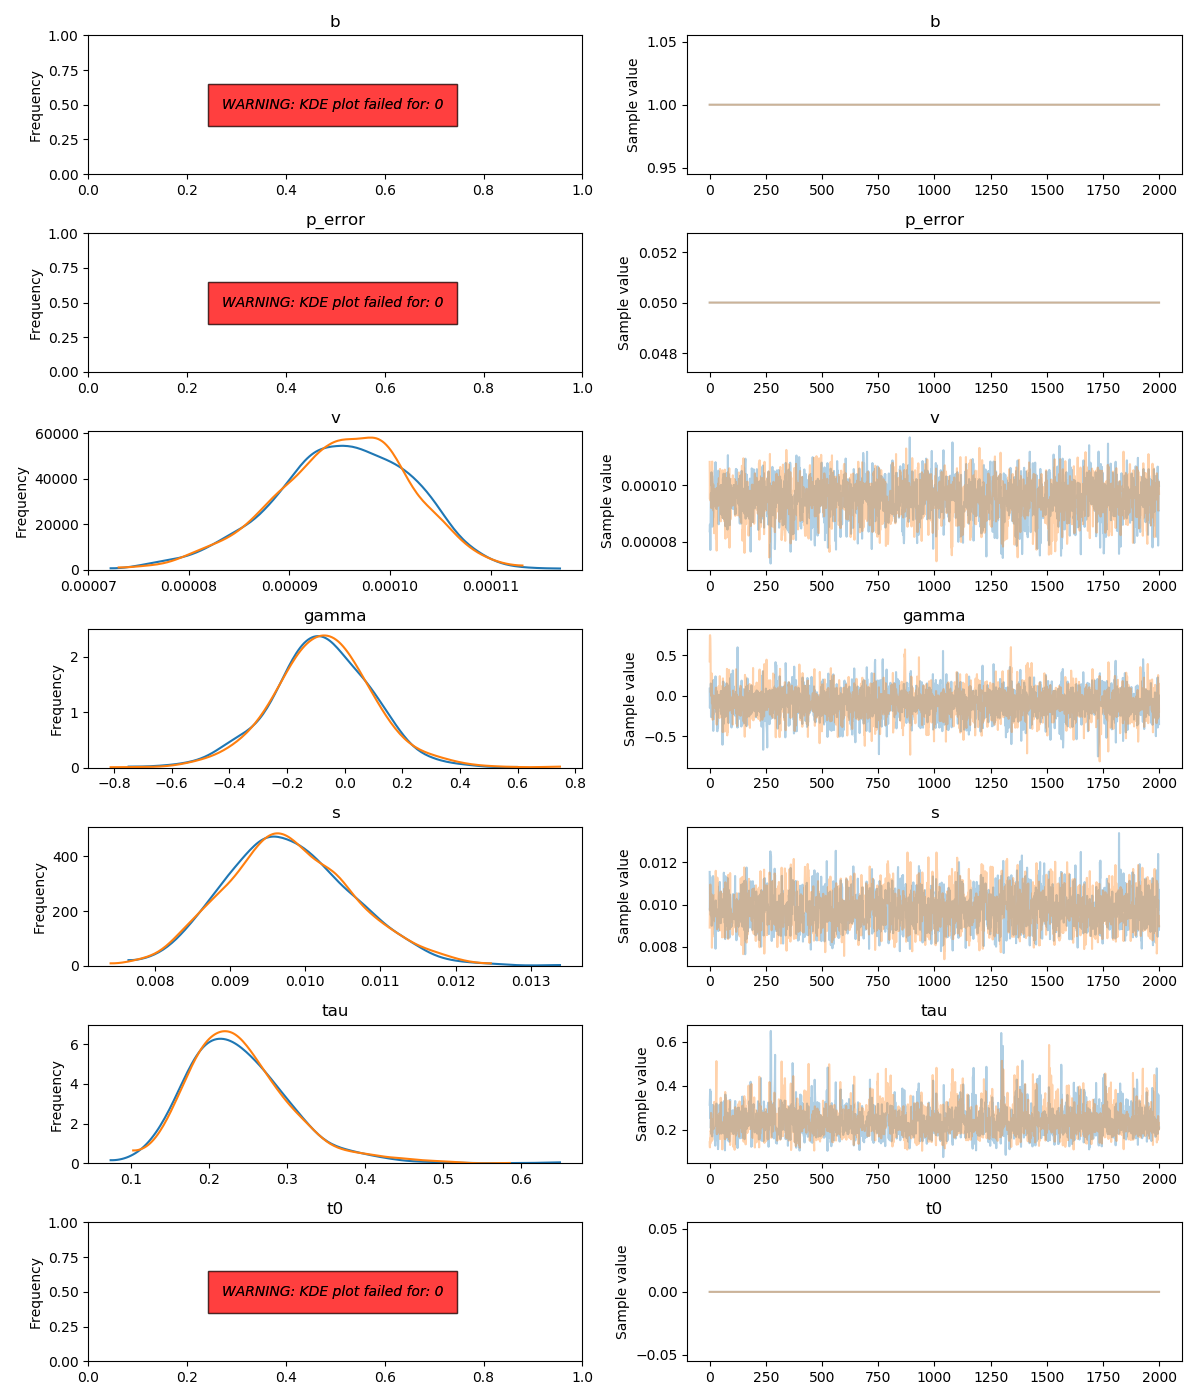 b
1.00
0.75
0.50
0.25
0.00
Frequency
WARNING: KDE plot failed for: 0
0.0 0.2 0.4 0.6 0.8 1.0
b
1.05
1.00
0.95
Sample value
0 250 500 750 1000 1250 1500 1750 2000
p_error
1.00
0.75
0.50
0.25
0.00
Frequency
WARNING: KDE plot failed for: 0
0.0 0.2 0.4 0.6 0.8 1.0
p_error
0.052
0.050
0.048
Sample value
0 250 500 750 1000 1250 1500 1750 2000
v
60000
40000
20000
0
Frequency
0.00007 0.00008 0.00009 0.00010 0.00011
v
0.00010
0.00008
Sample value
0 250 500 750 1000 1250 1500 1750 2000
gamma
2
1
0
Frequency
−0.8 −0.6 −0.4 −0.2 0.0 0.2 0.4 0.6 0.8
gamma
0.5
0.0
−0.5
Sample value
0 250 500 750 1000 1250 1500 1750 2000
s
400
200
0
Frequency
0.008 0.009 0.010 0.011 0.012 0.013
s
0.012
0.010
0.008
Sample value
0 250 500 750 1000 1250 1500 1750 2000
tau
6
4
2
0
Frequency
0.1 0.2 0.3 0.4 0.5 0.6
tau
0.6
0.4
0.2
Sample value
0 250 500 750 1000 1250 1500 1750 2000
t0
1.00
0.75
0.50
0.25
0.00
Frequency
WARNING: KDE plot failed for: 0
0.0 0.2 0.4 0.6 0.8 1.0
t0
0.05
0.00
−0.05
Sample value
0 250 500 750 1000 1250 1500 1750 2000